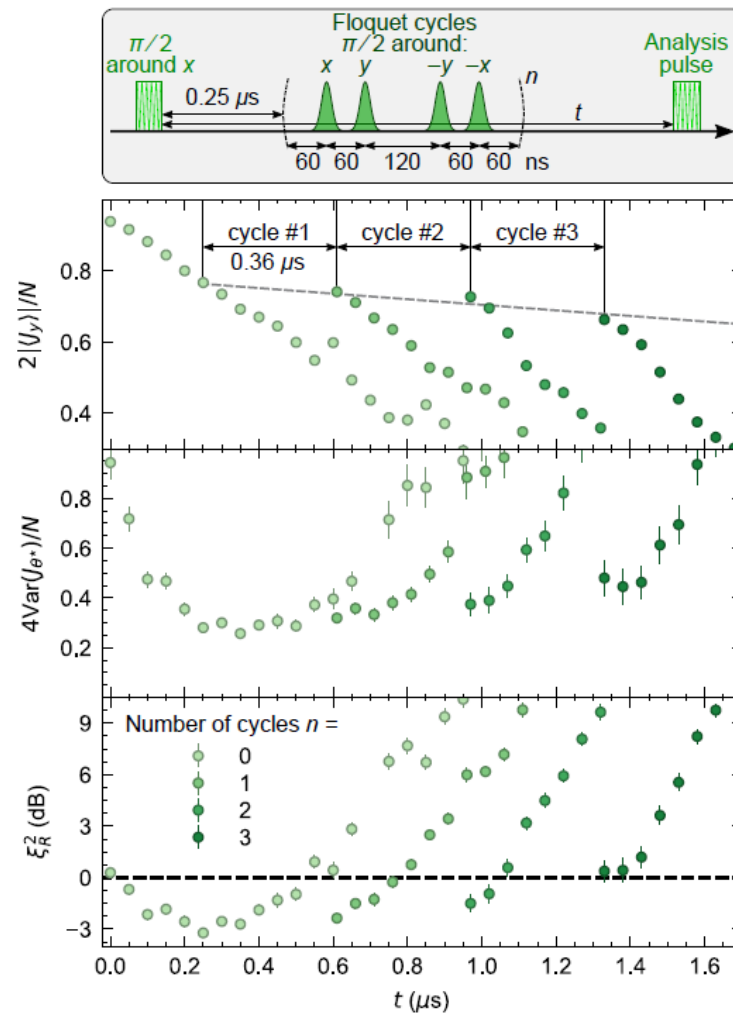 Floquet cycles
π/2 around x
π/2 around:
Analysis pulse
x y −y −x
n
0.25 μs
t
60 60 120 60 60 ns
cycle #1 cycle #2 cycle #3
0.36 μs
2|⟨J_y⟩|/N
0.8
0.6
0.4
4Var(J_θ*)/N
0.8
0.6
0.4
0.2
ξ_R^2 (dB)
9
6
3
0
−3
Number of cycles n =
0
1
2
3
0.0 0.2 0.4 0.6 0.8 1.0 1.2 1.4 1.6
t (μs)